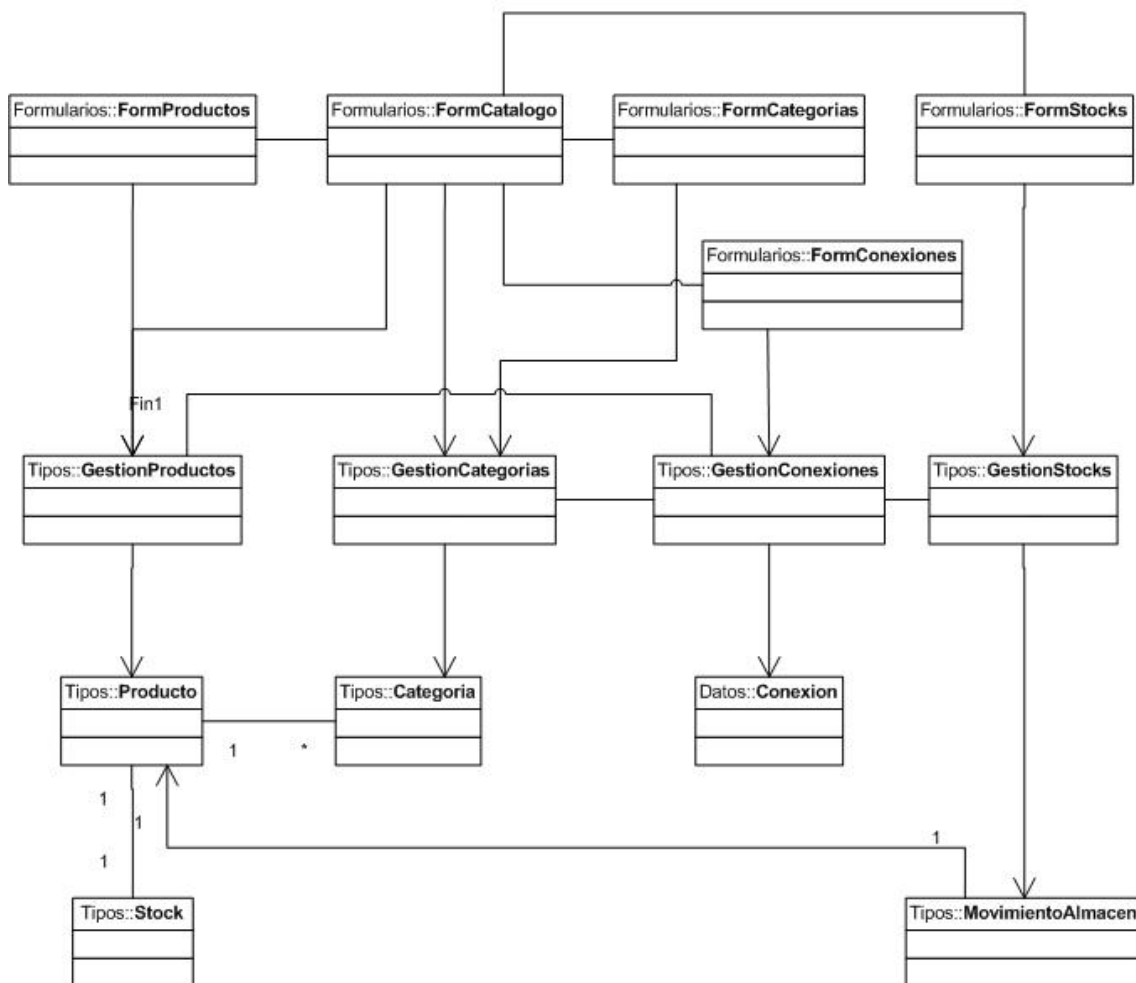 Formularios::FormProductos
Formularios::FormCatalogo
Formularios::FormCategorias
Formularios::FormStocks
Formularios::FormConexiones
Fin1
Tipos::GestionProductos
Tipos::GestionCategorias
Tipos::GestionConexiones
Tipos::GestionStocks
Tipos::Producto
Tipos::Categoria
Datos::Conexion
1
*
1
1
1
1
Tipos::Stock
Tipos::MovimientoAlmacen